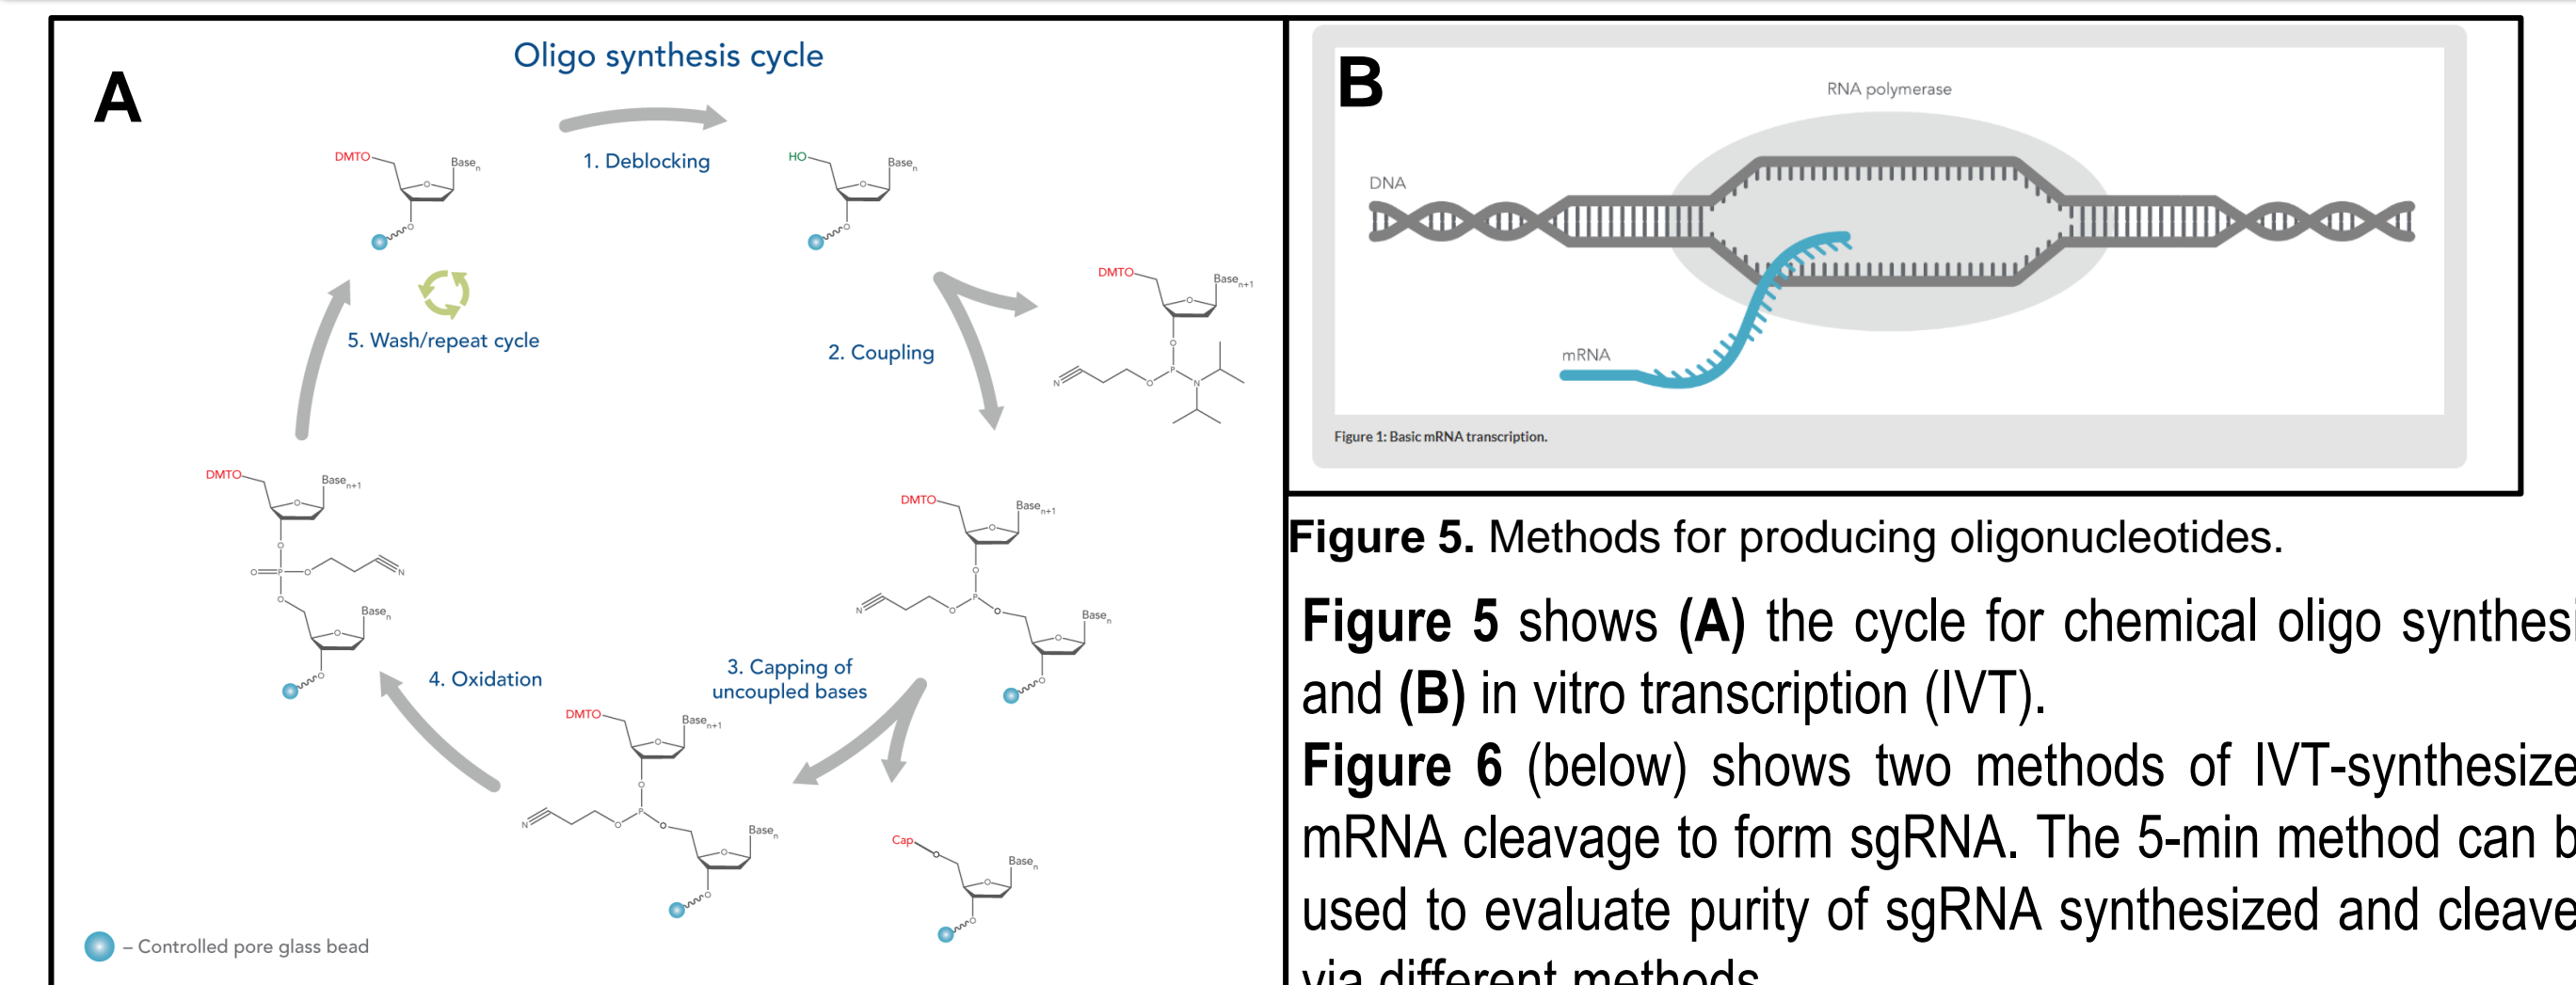 A
Oligo synthesis cycle
1. Deblocking
DMTO
Base n
HO
Base n
DMTO
Base n+1
O
O
P
N
O
N
2. Coupling
5. Wash/repeat cycle
DMTO
Base n+1
O
O
O=P-O
N
O
Base n
O
O
DMTO
Base n+1
O
O
N
O
P
O
Base n
O
O
3. Capping of
uncoupled bases
4. Oxidation
DMTO
Base n+1
O
O
N
O
P
O
Base n
O
O
Cap
O
Base n
O
O
– Controlled pore glass bead
B
RNA polymerase
DNA
mRNA
Figure 1: Basic mRNA transcription.
Figure 5. Methods for producing oligonucleotides.
Figure 5 shows (A) the cycle for chemical oligo synthesi
and (B) in vitro transcription (IVT).
Figure 6 (below) shows two methods of IVT-synthesize
mRNA cleavage to form sgRNA. The 5-min method can b
used to evaluate purity of sgRNA synthesized and cleave
via different methods